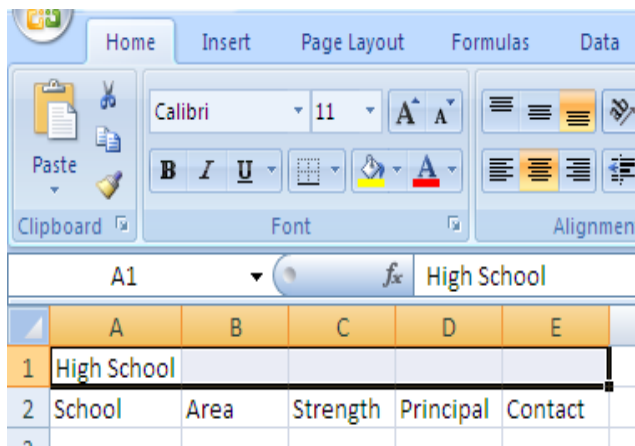 Home Insert Page Layout Formulas Data
Calibri 11 A A
Paste B I U A
Clipboard Font Alignmen
A1 fx High School
A B C D E
1 High School
2 School Area Strength Principal Contact